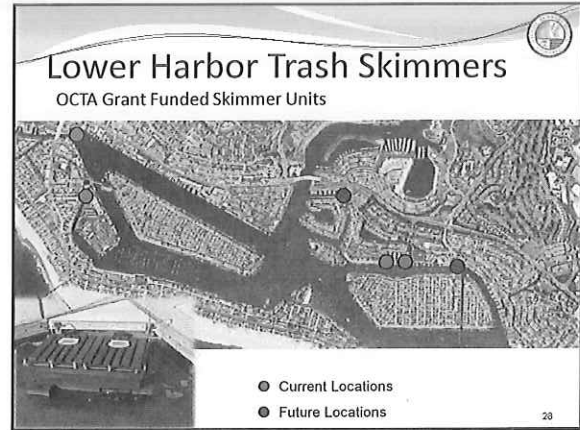 Lower Harbor Trash Skimmers
OCTA Grant Funded Skimmer Units
Current Locations
Future Locations
28